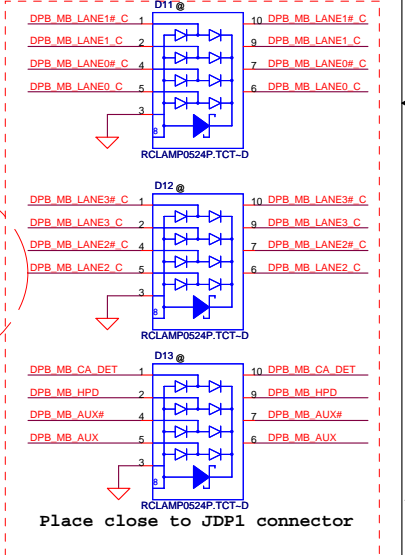 D11 @
DPB_MB_LANE1#_C 1 10 DPB_MB_LANE1#_C
DPB_MB_LANE1_C 2 9 DPB_MB_LANE1_C
DPB_MB_LANE0#_C 4 7 DPB_MB_LANE0#_C
DPB_MB_LANE0_C 5 6 DPB_MB_LANE0_C
3
8
RCLAMP0524P.TCT~D
D12 @
DPB_MB_LANE3#_C 1 10 DPB_MB_LANE3#_C
DPB_MB_LANE3_C 2 9 DPB_MB_LANE3_C
DPB_MB_LANE2#_C 4 7 DPB_MB_LANE2#_C
DPB_MB_LANE2_C 5 6 DPB_MB_LANE2_C
3
8
RCLAMP0524P.TCT~D
D13 @
DPB_MB_CA_DET 1 10 DPB_MB_CA_DET
DPB_MB_HPD 2 9 DPB_MB_HPD
DPB_MB_AUX# 4 7 DPB_MB_AUX#
DPB_MB_AUX 5 6 DPB_MB_AUX
3
8
RCLAMP0524P.TCT~D
Place close to JDP1 connector